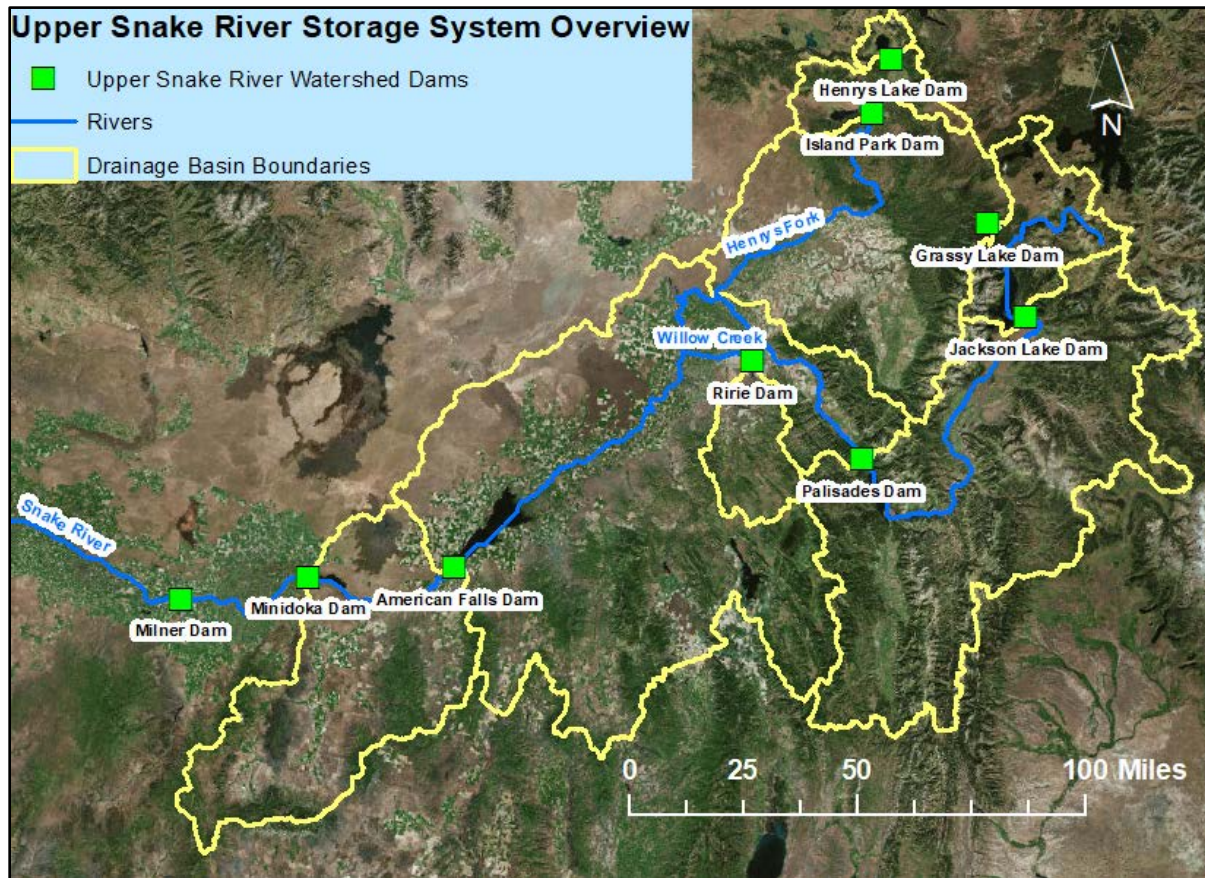 Upper Snake River Storage System Overview
Upper Snake River Watershed Dams
Rivers
Drainage Basin Boundaries
N
Henrys Lake Dam
Island Park Dam
Henrys Fork
Grassy Lake Dam
Willow Creek
Jackson Lake Dam
Ririe Dam
Palisades Dam
Snake River
American Falls Dam
Minidoka Dam
Milner Dam
0 25 50 100 Miles